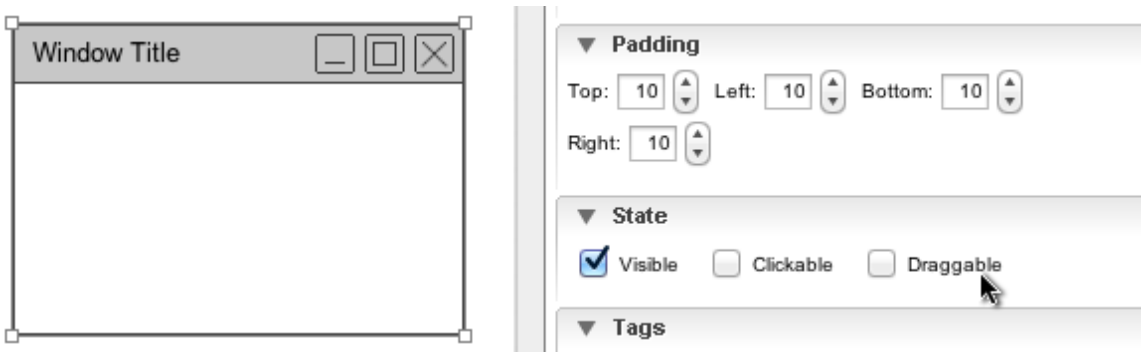 Window Title
Padding
Top: 10 Left: 10 Bottom: 10
Right: 10
State
Visible Clickable Draggable
Tags